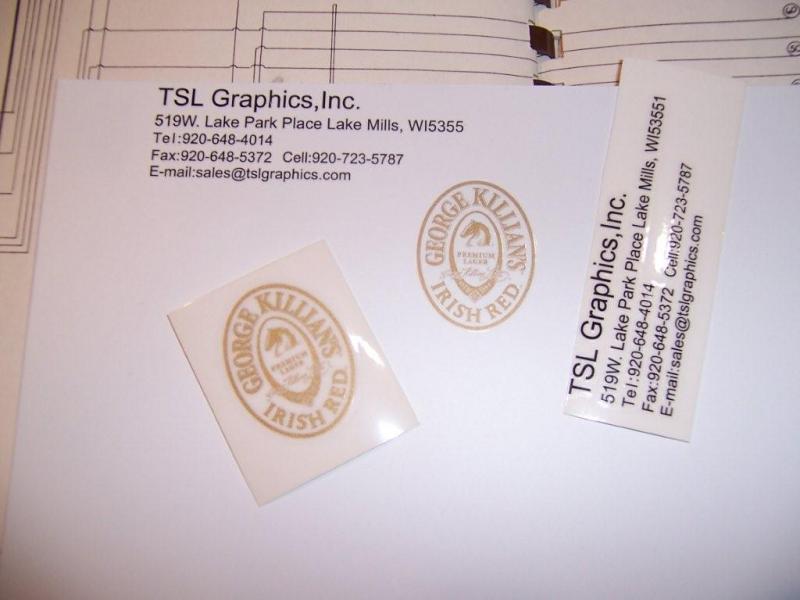 TSL Graphics,Inc.
519W. Lake Park Place Lake Mills, WI5355
Tel:920-648-4014
Fax:920-648-5372 Cell:920-723-5787
E-mail:sales@tslgraphics.com
GEORGE KILLIAN'S
PREMIUM
LAGER
Killian's
IRISH RED.
GEORGE KILLIAN'S
PREMIUM
LAGER
Killian's
IRISH RED.
TSL Graphics,Inc.
519W. Lake Park Place Lake Mills, WI53551
Tel:920-648-4014
Fax:920-648-5372 Cell:920-723-5787
E-mail:sales@tslgraphics.com